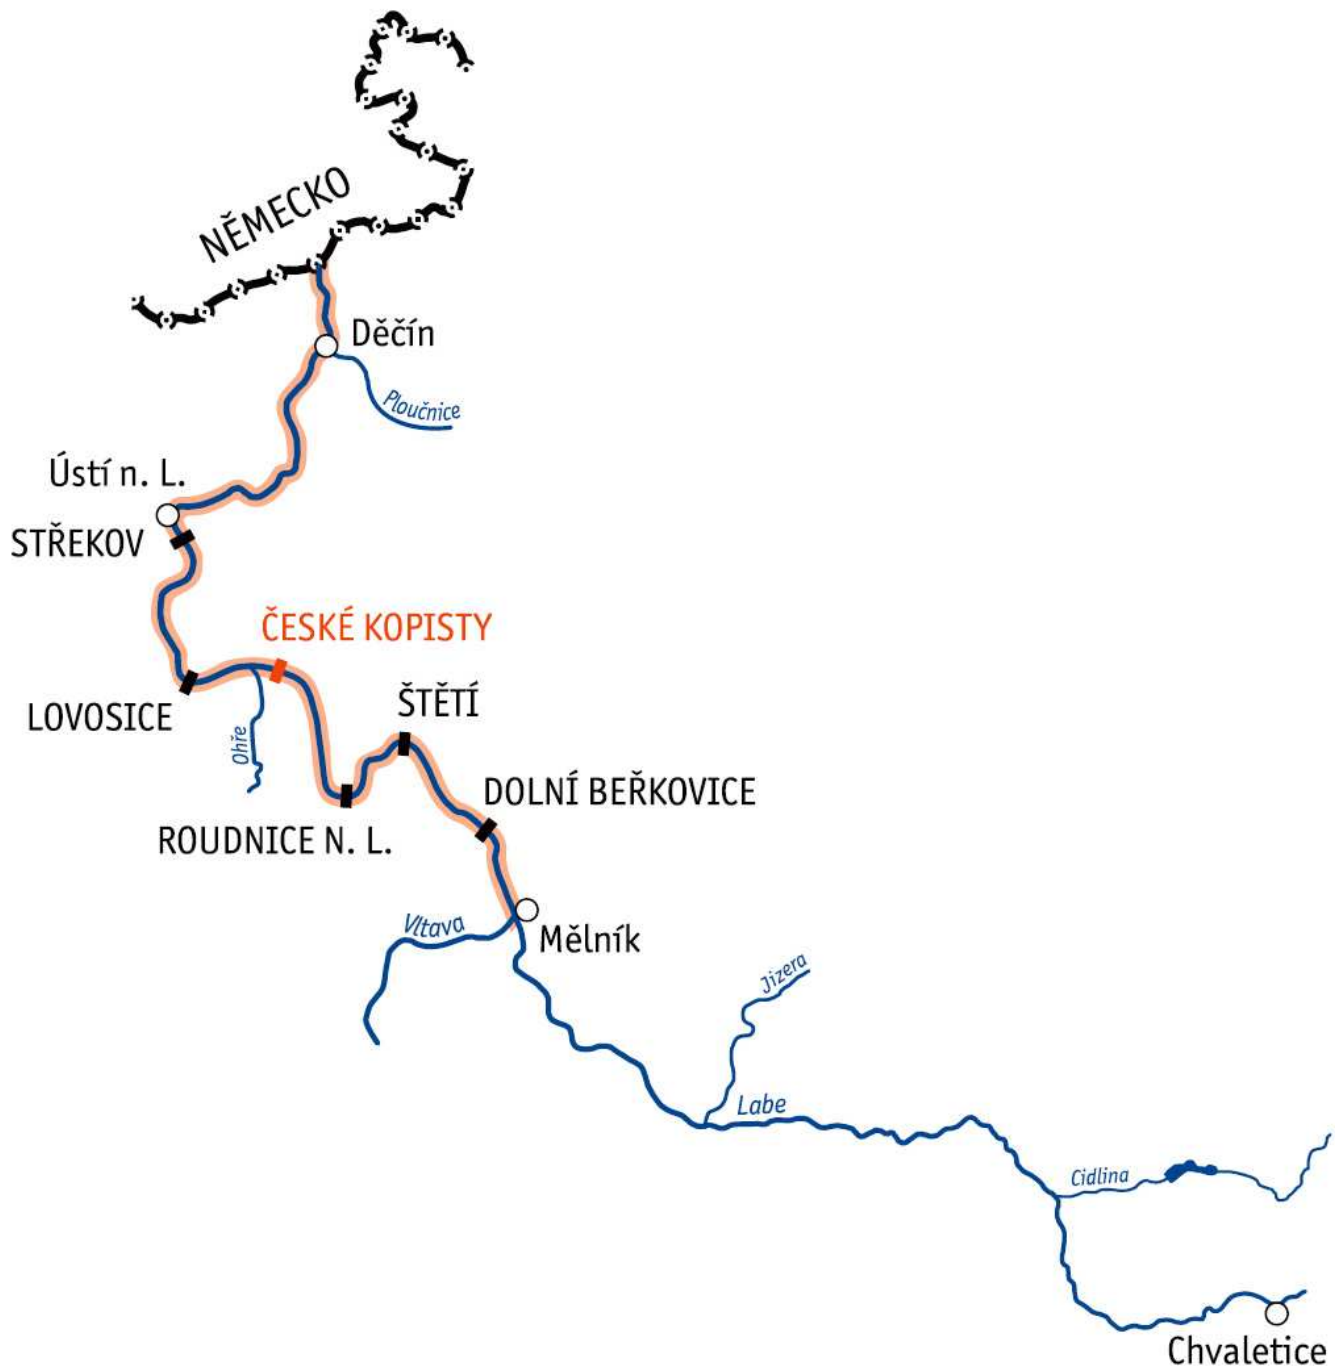 NĚMECKO
Děčín
Ploučnice
Ústí n. L.
STŘEKOV
ČESKÉ KOPISTY
LOVOSICE
Ohře
ŠTĚTÍ
DOLNÍ BEŘKOVICE
ROUDNICE N. L.
Vltava
Mělník
Jizera
Labe
Cidlina
Chvaletice